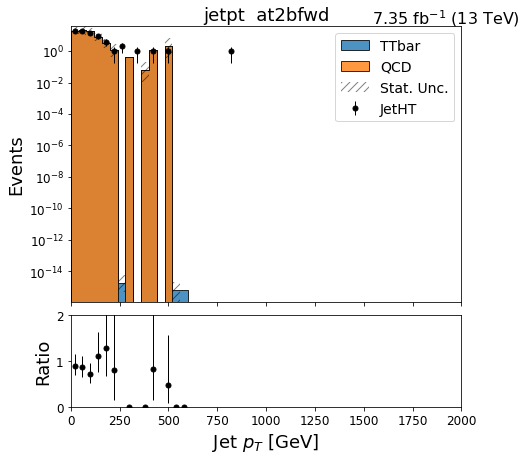 jetpt at2bfwd
7.35 fb⁻¹ (13 TeV)
TTbar
QCD
Stat. Unc.
JetHT
Events
10⁰
10⁻²
10⁻⁴
10⁻⁶
10⁻⁸
10⁻¹⁰
10⁻¹²
10⁻¹⁴
Ratio
2
1
0
0 250 500 750 1000 1250 1500 1750 2000
Jet p_T [GeV]